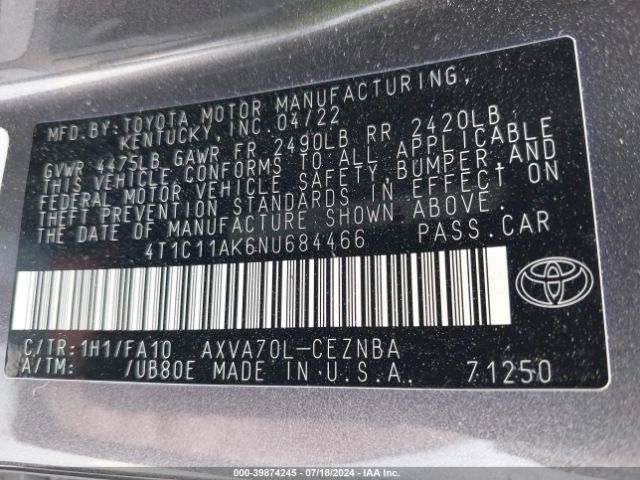 MFD.BY:TOYOTA MOTOR MANUFACTURING,
KENTUCKY, INC. 04/22
GVWR 4475LB GAWR FR 2490LB RR 2420LB
THIS VEHICLE CONFORMS TO ALL APPLICABLE
FEDERAL MOTOR VEHICLE SAFETY, BUMPER, AND
THEFT PREVENTION STANDARDS IN EFFECT ON
THE DATE OF MANUFACTURE SHOWN ABOVE.
4T1C11AK6NU684466 PASS.CAR
C/TR:1H1/FA10 AXVA70L-CEZNBA
A/TM: /UB80E MADE IN U.S.A. 71250
000-39874245 - 07/18/2024 - IAA Inc.